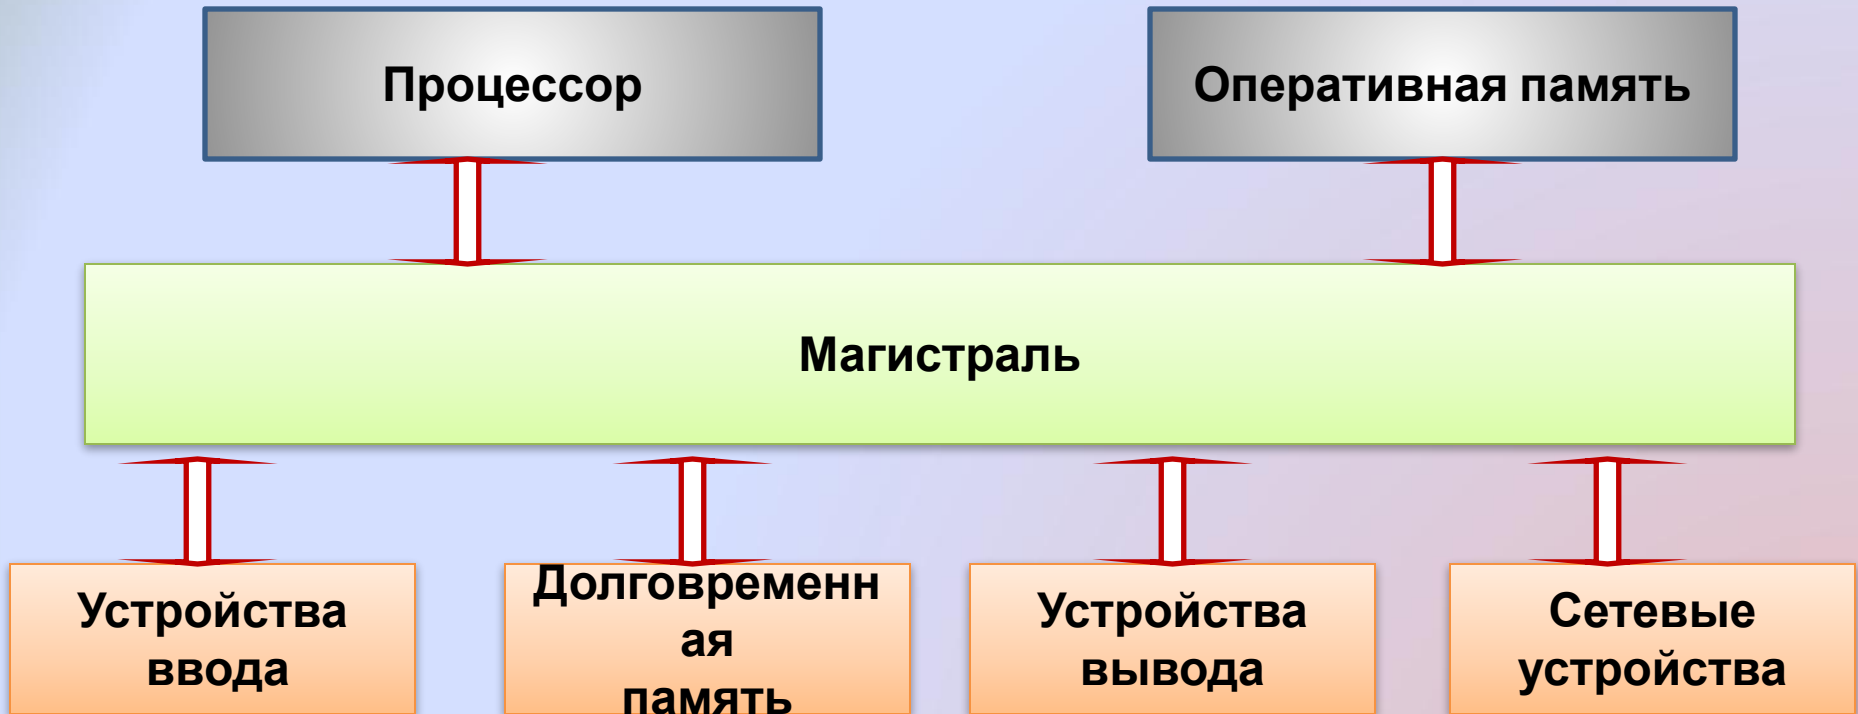 Процессор
Оперативная память
Магистраль
Устройства
ввода
Долговременн
ая
память
Устройства
вывода
Сетевые
устройства